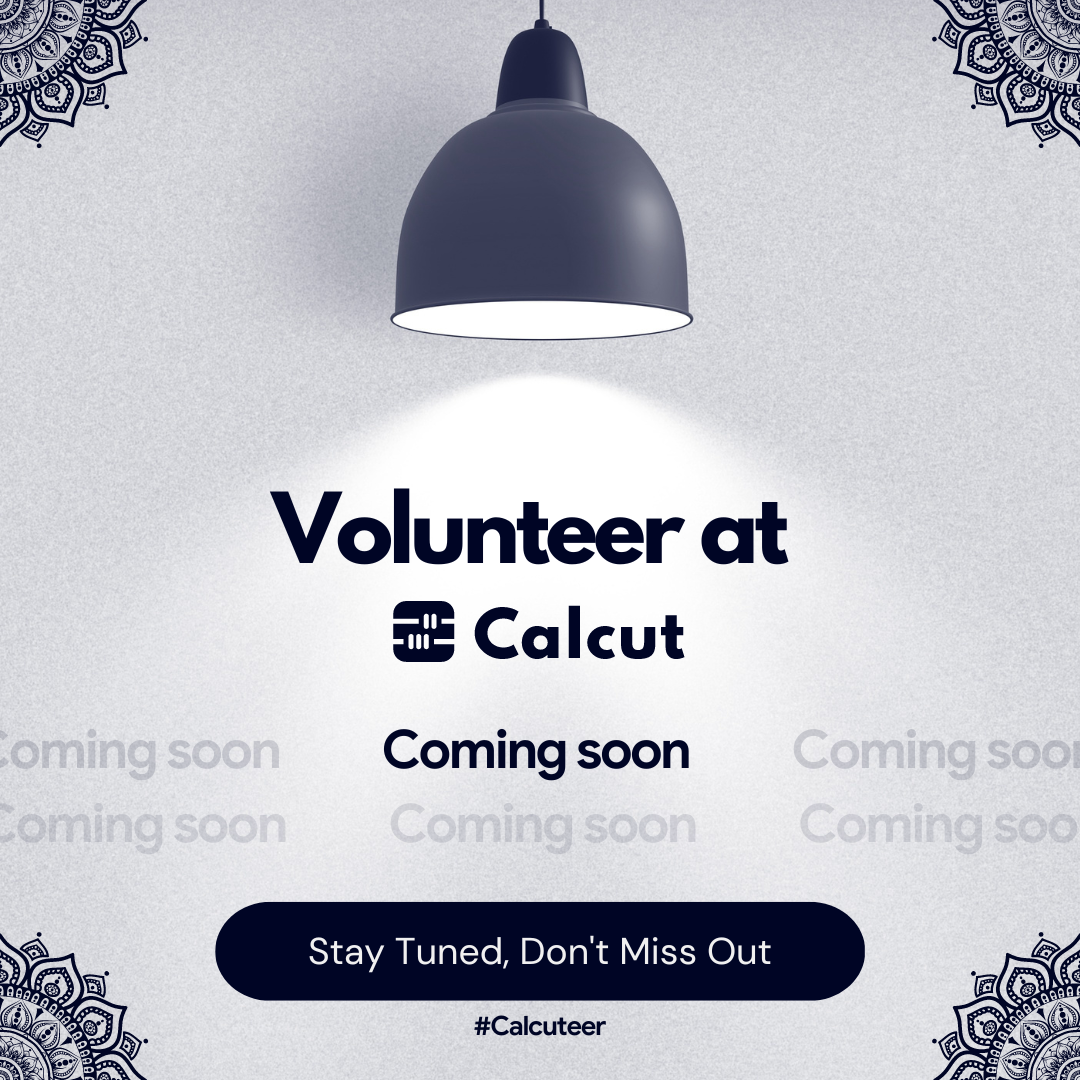 Volunteer at
Calcut
Coming soon Coming soon Coming soon
Coming soon Coming soon Coming soo
Stay Tuned, Don't Miss Out
#Calcuteer